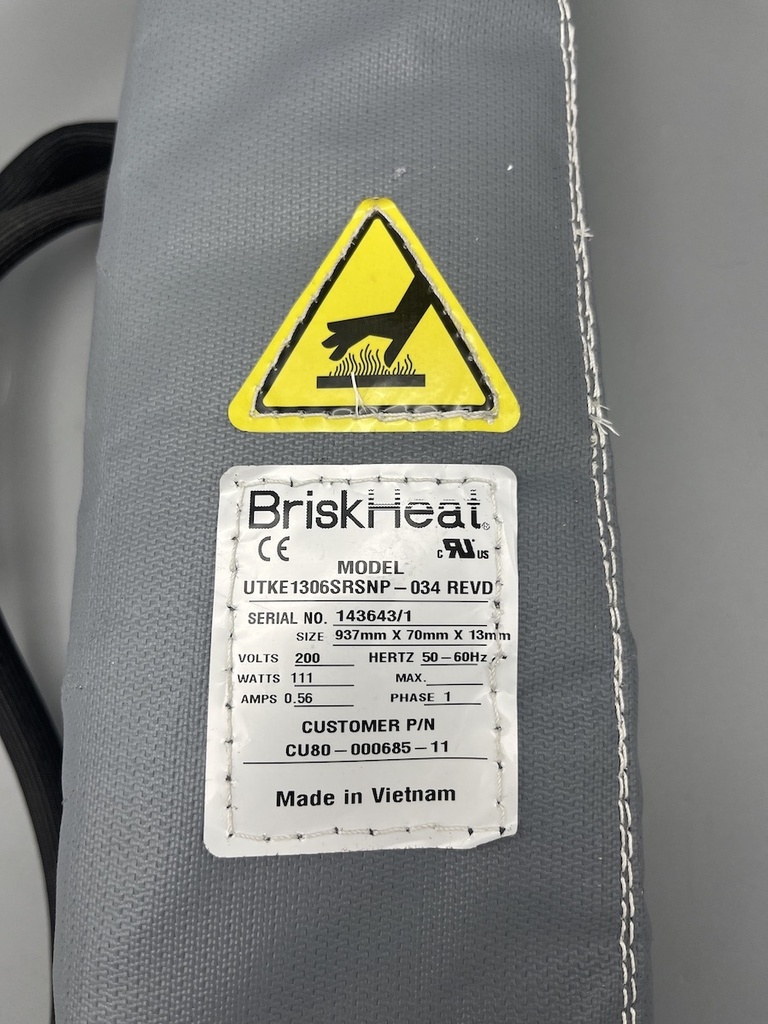 BriskHeat®
CE c RU US
MODEL
UTKE1306SRSNP-034 REVD
SERIAL NO. 143643/1
SIZE 937mm X 70mm X 13mm
VOLTS 200 HERTZ 50-60Hz
WATTS 111 MAX.
AMPS 0.56 PHASE 1
CUSTOMER P/N
CU80-000685-11
Made in Vietnam